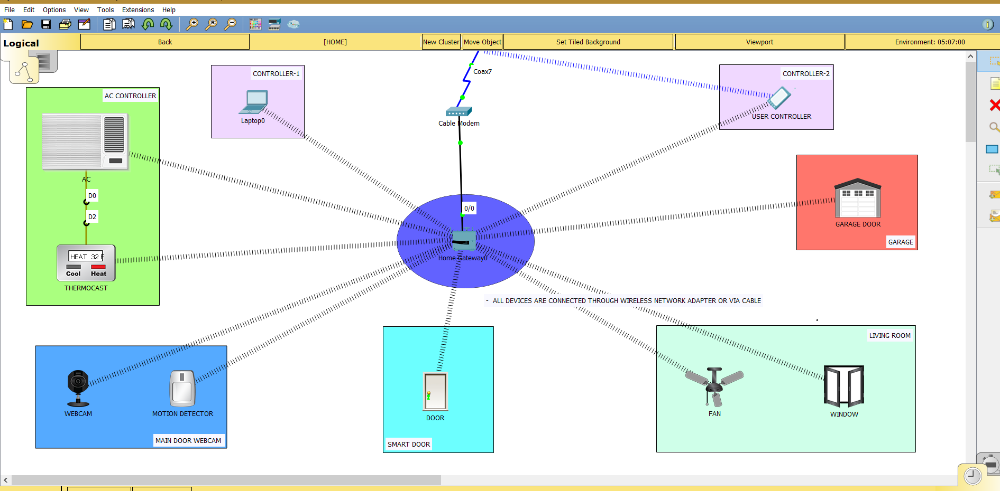 File Edit Options View Tools Extensions Help
Logical
Back
[HOME]
New Cluster
Move Object
Set Tiled Background
Viewport
Environment: 05:07:00
CONTROLLER-1
Laptop0
Coax7
Cable Modem
CONTROLLER-2
USER CONTROLLER
AC CONTROLLER
AC
D0
D2
HEAT 32 F
Cool Heat
THERMOCAST
0/0
Home Gateway0
GARAGE DOOR
GARAGE
- ALL DEVICES ARE CONNECTED THROUGH WIRELESS NETWORK ADAPTER OR VIA CABLE
WEBCAM
MOTION DETECTOR
MAIN DOOR WEBCAM
DOOR
SMART DOOR
LIVING ROOM
FAN
WINDOW